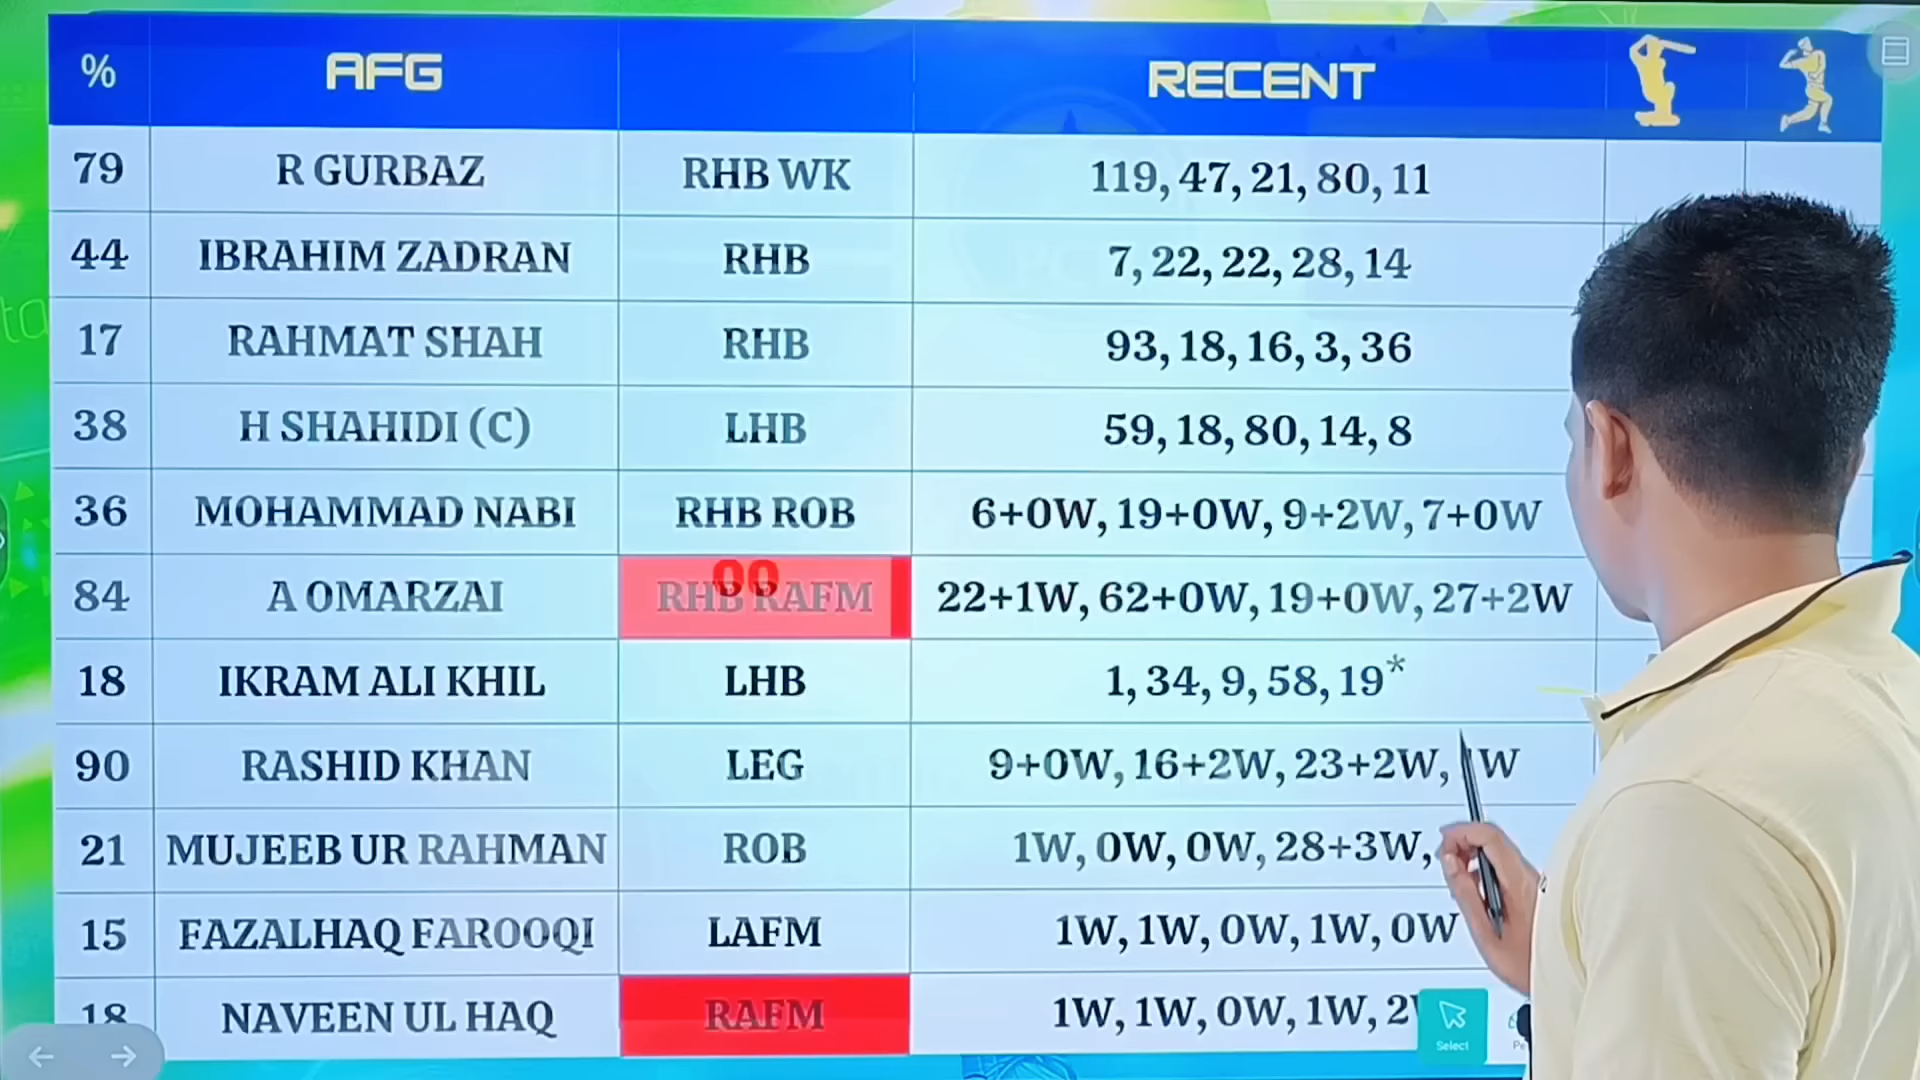 % AFG RECENT
79 R GURBAZ RHB WK 119, 47, 21, 80, 11
44 IBRAHIM ZADRAN RHB 7, 22, 22, 28, 14
17 RAHMAT SHAH RHB 93, 18, 16, 3, 36
38 H SHAHIDI (C) LHB 59, 18, 80, 14, 8
36 MOHAMMAD NABI RHB ROB 6+0W, 19+0W, 9+2W, 7+0W
84 A OMARZAI RHB RAFM 22+1W, 62+0W, 19+0W, 27+2W
00
18 IKRAM ALI KHIL LHB 1, 34, 9, 58, 19*
90 RASHID KHAN LEG 9+0W, 16+2W, 23+2W, W
21 MUJEEB UR RAHMAN ROB 1W, 0W, 0W, 28+3W,
15 FAZALHAQ FAROOQI LAFM 1W, 1W, 0W, 1W, 0W
18 NAVEEN UL HAQ RAFM 1W, 1W, 0W, 1W, 2
Select